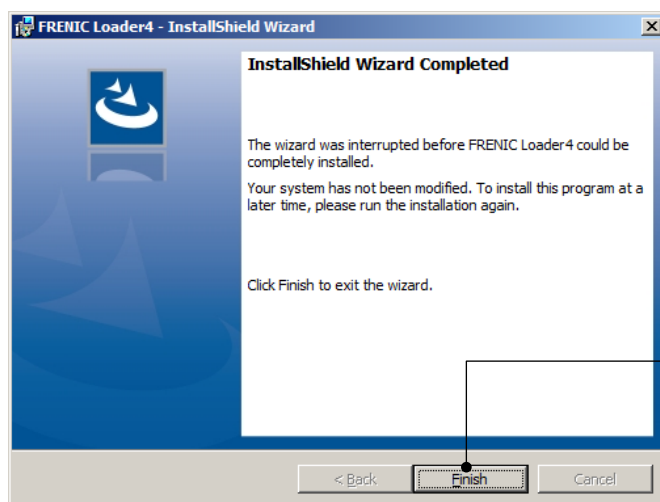 FRENIC Loader4 - InstallShield Wizard
InstallShield Wizard Completed
The wizard was interrupted before FRENIC Loader4 could be
completely installed.
Your system has not been modified. To install this program at a
later time, please run the installation again.
Click Finish to exit the wizard.
< Back
Finish
Cancel